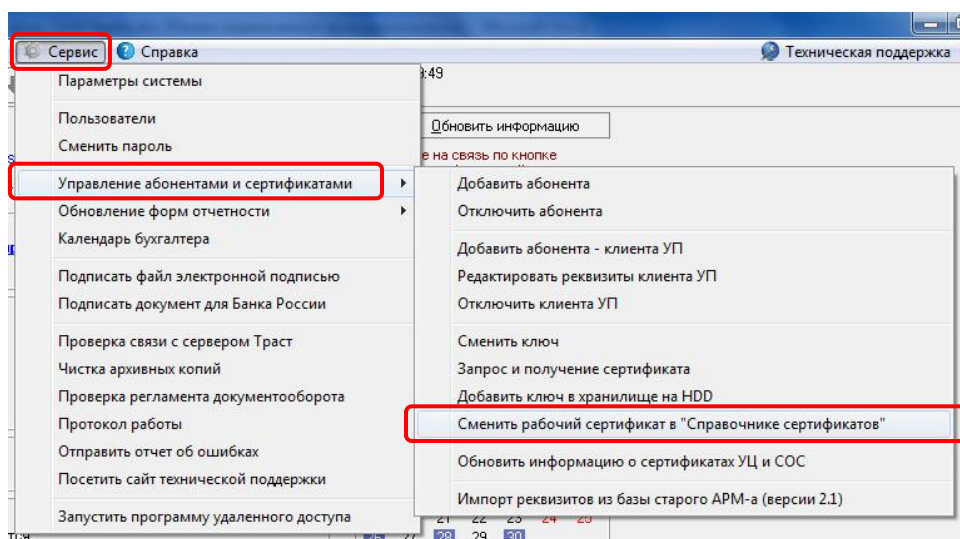 Сервис
Справка
Техническая поддержка
:49
Обновить информацию
е на связь по кнопке
Параметры системы
Пользователи
Сменить пароль
Управление абонентами и сертификатами
Обновление форм отчетности
Календарь бухгалтера
Подписать файл электронной подписью
Подписать документ для Банка России
Проверка связи с сервером Траст
Чистка архивных копий
Проверка регламента документооборота
Протокол работы
Отправить отчет об ошибках
Посетить сайт технической поддержки
Запустить программу удаленного доступа
Добавить абонента
Отключить абонента
Добавить абонента - клиента УП
Редактировать реквизиты клиента УП
Отключить клиента УП
Сменить ключ
Запрос и получение сертификата
Добавить ключ в хранилище на HDD
Сменить рабочий сертификат в "Справочнике сертификатов"
Обновить информацию о сертификатах УЦ и СОС
Импорт реквизитов из базы старого АРМ-а (версии 2.1)
21 22 23 24 25
26 27 28 29 30